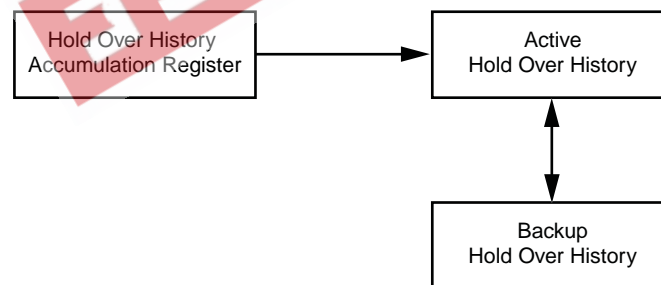 Hold Over History
Accumulation Register
Active
Hold Over History
Backup
Hold Over History